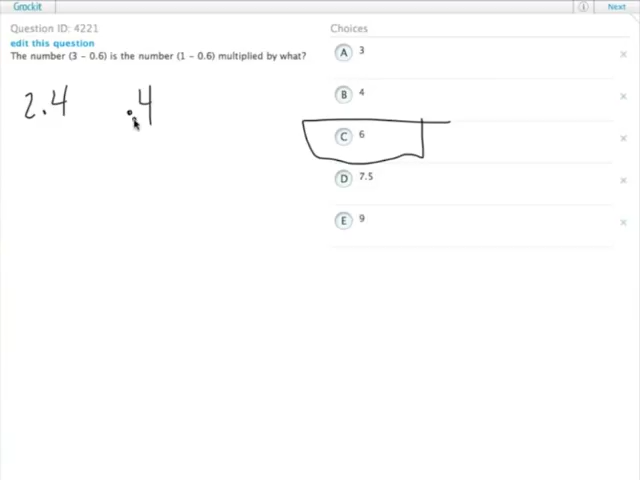 Grockit
Next
Question ID: 4221
Choices
edit this question
The number (3 − 0.6) is the number (1 − 0.6) multiplied by what?
A 3
B 4
C 6
D 7.5
E 9
2.4 .4